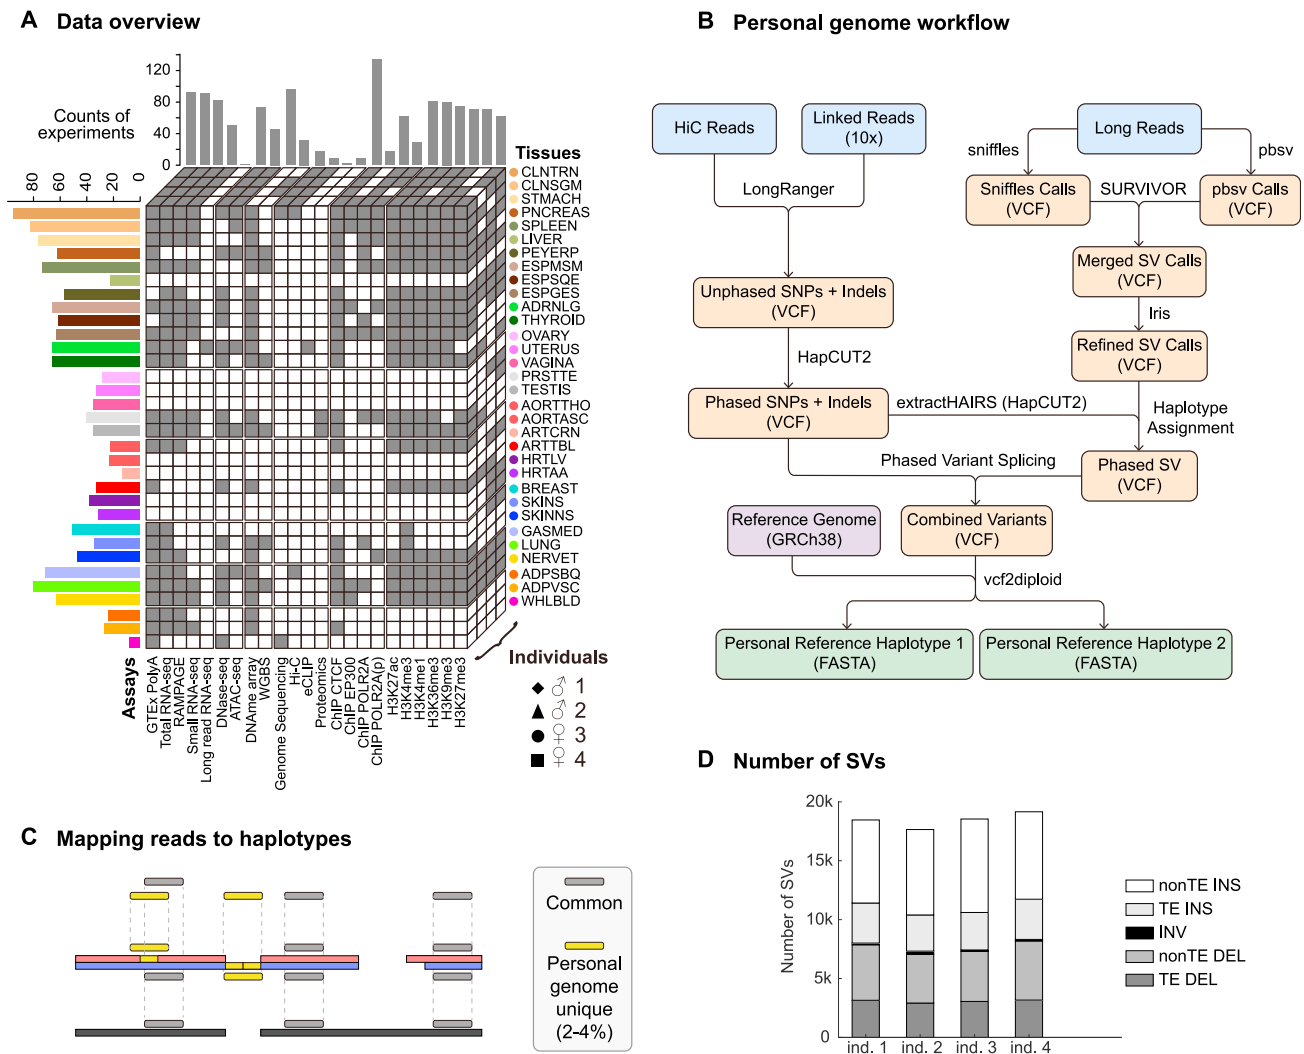 A Data overview
120
80
40
0
Counts of
experiments
80
60
40
20
0
Tissues
CLNTRN
CLNSGM
STMACH
PNCREAS
SPLEEN
LIVER
PEYERP
ESPMSM
ESPSQE
ESPGES
ADRNLG
THYROID
OVARY
UTERUS
VAGINA
PRSTTE
TESTIS
AORTTHO
AORTASC
ARTCRN
ARTTBL
HRTLV
HRTAA
BREAST
SKINS
SKINNS
GASMED
LUNG
NERVET
ADPSBQ
ADPVSC
WHLBLD
Assays
GTEx PolyA
Total RNA-seq
RAMPAGE
Small RNA-seq
Long read RNA-seq
DNase-seq
ATAC-seq
DNAme array
WGBS
Genome Sequencing
Hi-C
eCLIP
Proteomics
ChIP CTCF
ChIP EP300
ChIP POLR2A
ChIP POLR2A(p)
H3K27ac
H3K4me3
H3K4me1
H3K36me3
H3K9me3
H3K27me3
Individuals
♂ 1
♂ 2
♀ 3
♀ 4
B Personal genome workflow
HiC Reads
Linked Reads
(10x)
Long Reads
sniffles
pbsv
LongRanger
Sniffles Calls
(VCF)
SURVIVOR
pbsv Calls
(VCF)
Merged SV Calls
(VCF)
Unphased SNPs + Indels
(VCF)
Iris
Refined SV Calls
(VCF)
HapCUT2
Phased SNPs + Indels
(VCF)
extractHAIRS (HapCUT2)
Haplotype
Assignment
Phased Variant Splicing
Phased SV
(VCF)
Reference Genome
(GRCh38)
Combined Variants
(VCF)
vcf2diploid
Personal Reference Haplotype 1
(FASTA)
Personal Reference Haplotype 2
(FASTA)
C Mapping reads to haplotypes
Common
Personal
genome
unique
(2-4%)
D Number of SVs
Number of SVs
20k
15k
10k
5k
0
ind. 1
ind. 2
ind. 3
ind. 4
nonTE INS
TE INS
INV
nonTE DEL
TE DEL